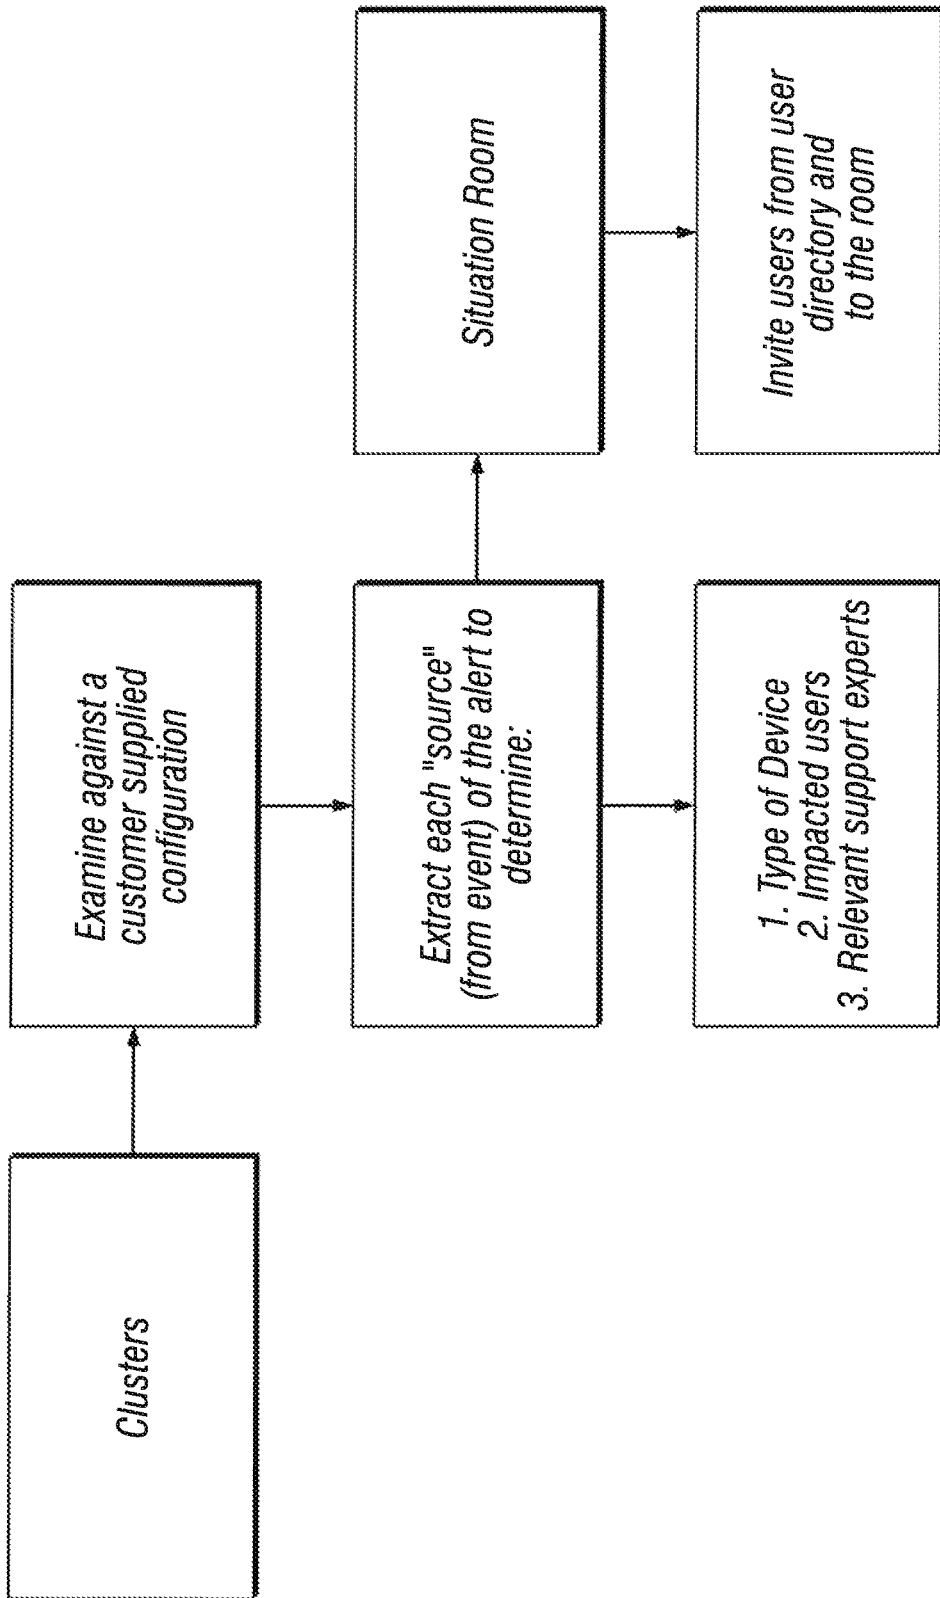 Clusters
Examine against a
customer supplied
configuration
Extract each "source"
(from event) of the alert to
determine:
1. Type of Device
2. Impacted users
3. Relevant support experts
Situation Room
Invite users from user
directory and
to the room